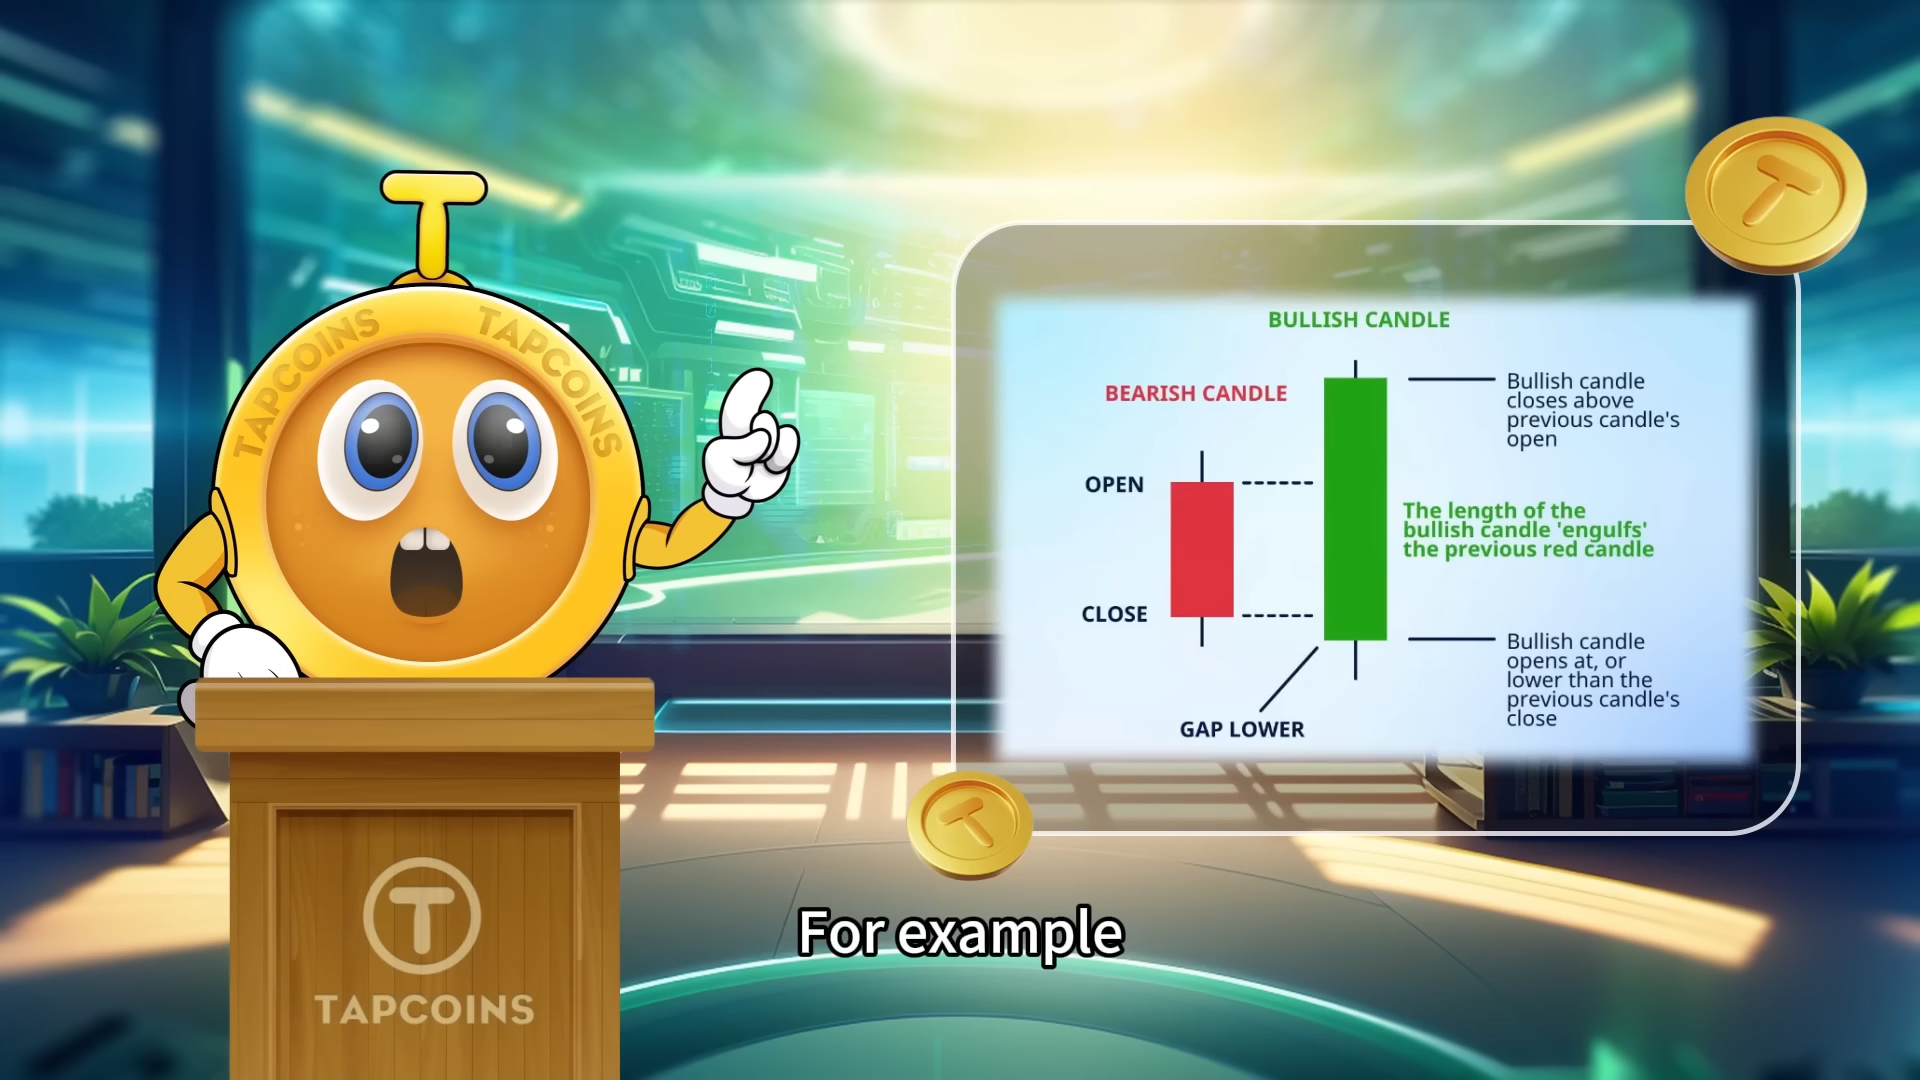 TAPCOINS TAPCOINS
BULLISH CANDLE
BEARISH CANDLE
Bullish candle
closes above
previous candle's
open
OPEN
The length of the
bullish candle 'engulfs'
the previous red candle
CLOSE
Bullish candle
opens at, or
lower than the
previous candle's
close
GAP LOWER
For example
TAPCOINS